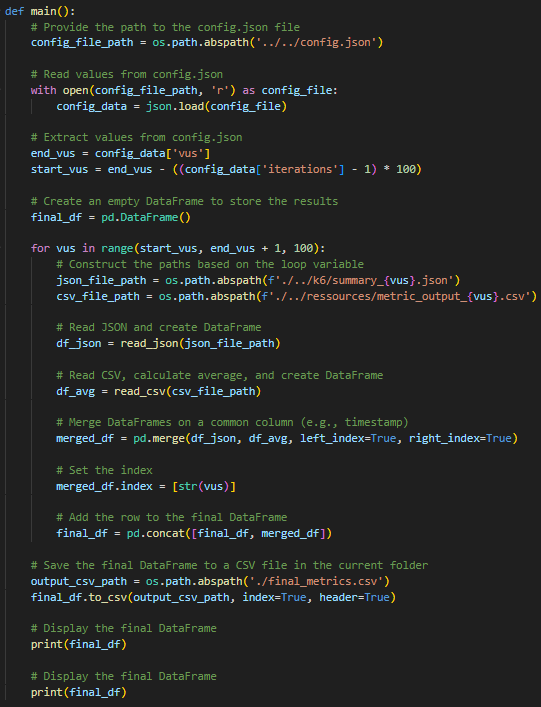 def main():
    # Provide the path to the config.json file
    config_file_path = os.path.abspath('../../config.json')

    # Read values from config.json
    with open(config_file_path, 'r') as config_file:
        config_data = json.load(config_file)

    # Extract values from config.json
    end_vus = config_data['vus']
    start_vus = end_vus - ((config_data['iterations'] - 1) * 100)

    # Create an empty DataFrame to store the results
    final_df = pd.DataFrame()

    for vus in range(start_vus, end_vus + 1, 100):
        # Construct the paths based on the loop variable
        json_file_path = os.path.abspath(f'./../k6/summary_{vus}.json')
        csv_file_path = os.path.abspath(f'./../ressources/metric_output_{vus}.csv')

        # Read JSON and create DataFrame
        df_json = read_json(json_file_path)

        # Read CSV, calculate average, and create DataFrame
        df_avg = read_csv(csv_file_path)

        # Merge DataFrames on a common column (e.g., timestamp)
        merged_df = pd.merge(df_json, df_avg, left_index=True, right_index=True)

        # Set the index
        merged_df.index = [str(vus)]

        # Add the row to the final DataFrame
        final_df = pd.concat([final_df, merged_df])

    # Save the final DataFrame to a CSV file in the current folder
    output_csv_path = os.path.abspath('./final_metrics.csv')
    final_df.to_csv(output_csv_path, index=True, header=True)

    # Display the final DataFrame
    print(final_df)

    # Display the final DataFrame
    print(final_df)